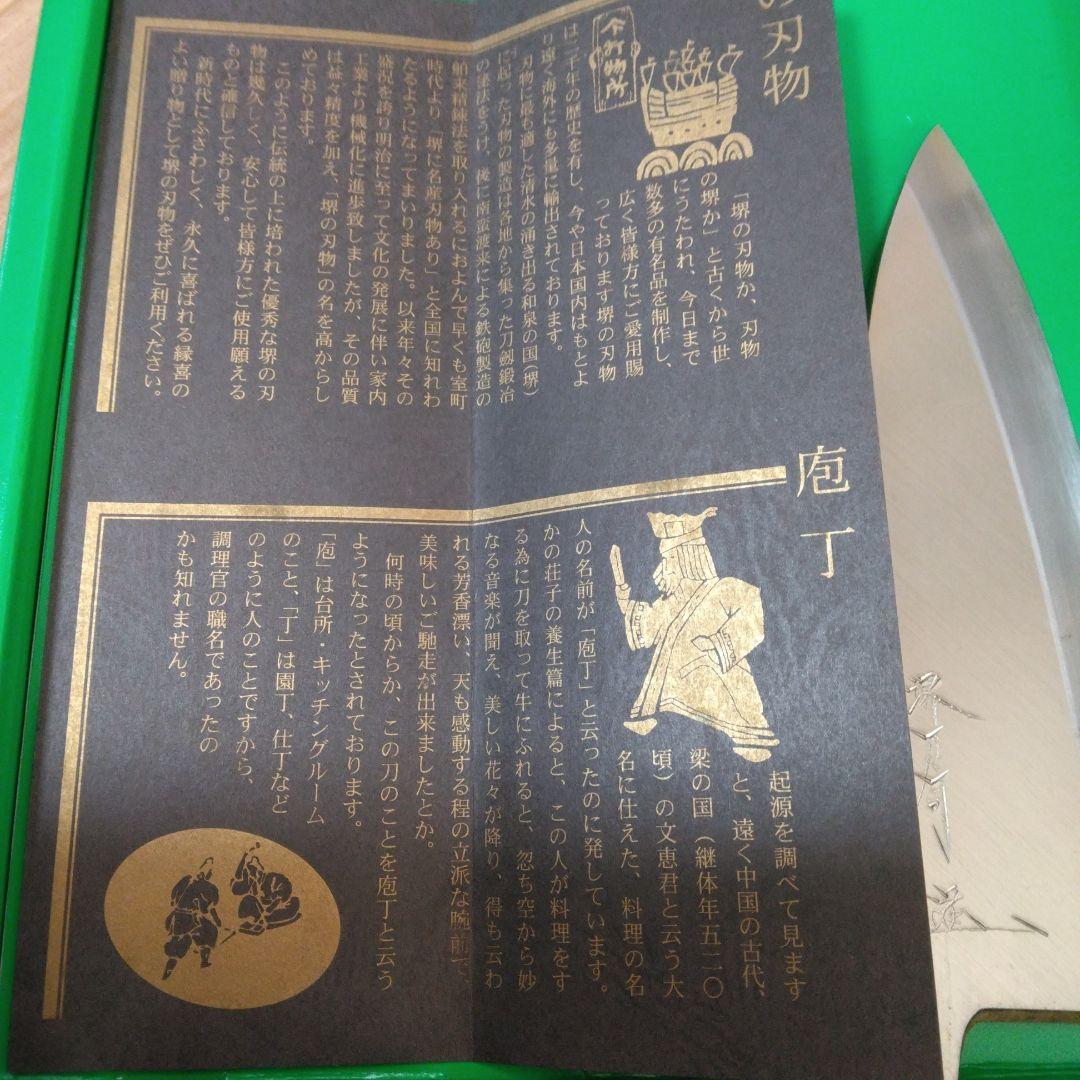 の刃物
「堺の刃物か、刃物
の堺か」と古くから世
にうたわれ、今日まで
数多の有名品を制作し、
広く皆様方にご愛用賜
っております堺の刃物
は二千年の歴史を有し、今や日本国内はもとよ
り遠く海外にも多量に輸出されております。
刃物に最も適した清水の涌き出る和泉の国(堺)
に起った刃物の製造は各地から集った刀劔鍛冶
の秘法をうけ、後に南蛮渡来による鉄砲製造の
舶来精錬法を取り入れるにおよんで早くも室町
時代より、「堺に名産刃物あり」と全国に知れわ
たるようになってまいりました。以来年々その
盛況を誇り明治に至って文化の発展に伴い家内
工業より機械化に進歩致しましたが、その品質
は益々精度を加え、「堺の刃物」の名を高からし
めております。
このように伝統の上に培われた優秀な堺の刃
物は幾久しく、安心して皆様方にご使用願える
ものと確信しております。
新時代にふさわしく、永久に喜ばれる縁喜の
よい贈り物として堺の刃物をぜひご利用ください。
庖丁
起源を調べて見ます
と、遠く中国の古代、
梁の国(継体年五二〇
頃)の文恵君と云う大
名に仕えた、料理の名
人の名前が「庖丁」と云ったのに発しています。
かの荘子の養生篇によると、この人が料理をす
る為に刀を取って牛にふれると、忽ち空から妙
なる音楽が聞え、美しい花々が降り、得も云わ
れる芳香漂い、天も感動する程の立派な腕前で、
美味しいご馳走が出来ましたとか。
何時の頃からか、この刀のことを庖丁と云う
ようになったとされております。
「庖」は台所・キッチングルーム
のこと、「丁」は園丁、仕丁など
のように人のことですから、
調理官の職名であったの
かも知れません。